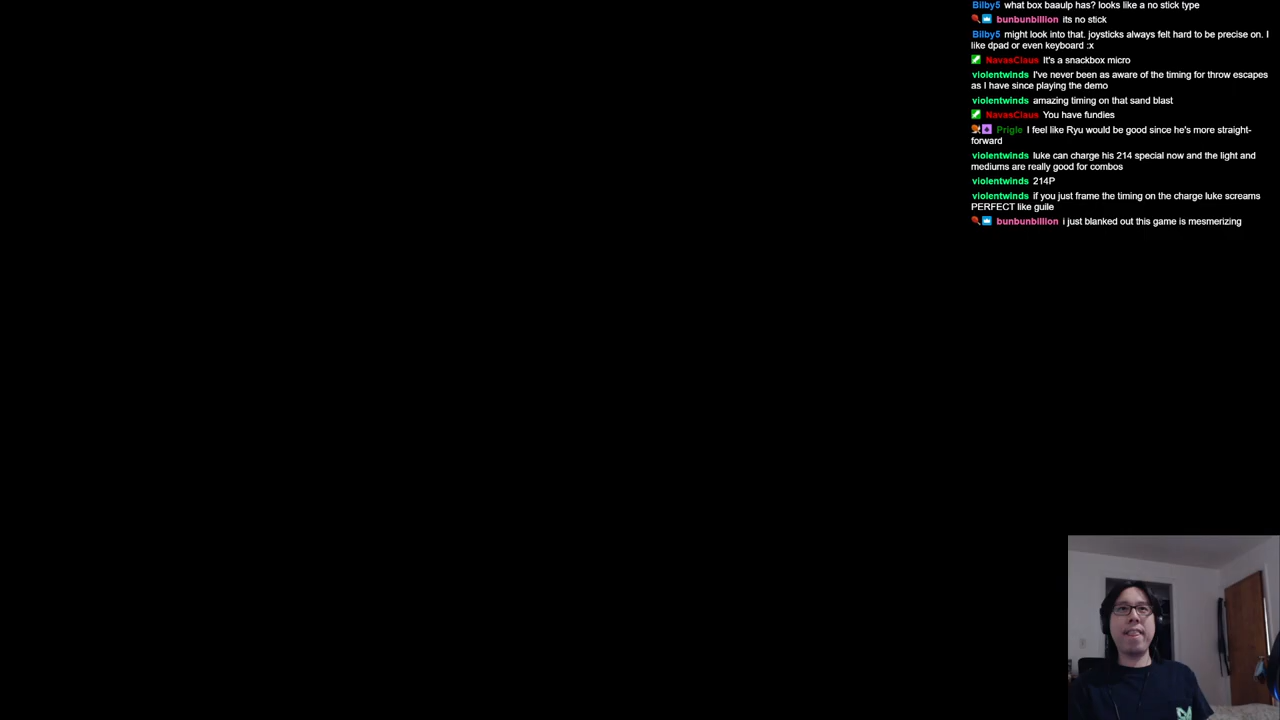 Bilby5 what box baaulp has? looks like a no stick type
bunbunbillion its no stick
Bilby5 might look into that. joysticks always felt hard to be precise on. I
like dpad or even keyboard :x
NavasClaus It's a snackbox micro
violentwinds I've never been as aware of the timing for throw escapes
as I have since playing the demo
violentwinds amazing timing on that sand blast
NavasClaus You have fundies
Prigle I feel like Ryu would be good since he's more straight-
forward
violentwinds luke can charge his 214 special now and the light and
mediums are really good for combos
violentwinds 214P
violentwinds if you just frame the timing on the charge luke screams
PERFECT like guile
bunbunbillion i just blanked out this game is mesmerizing